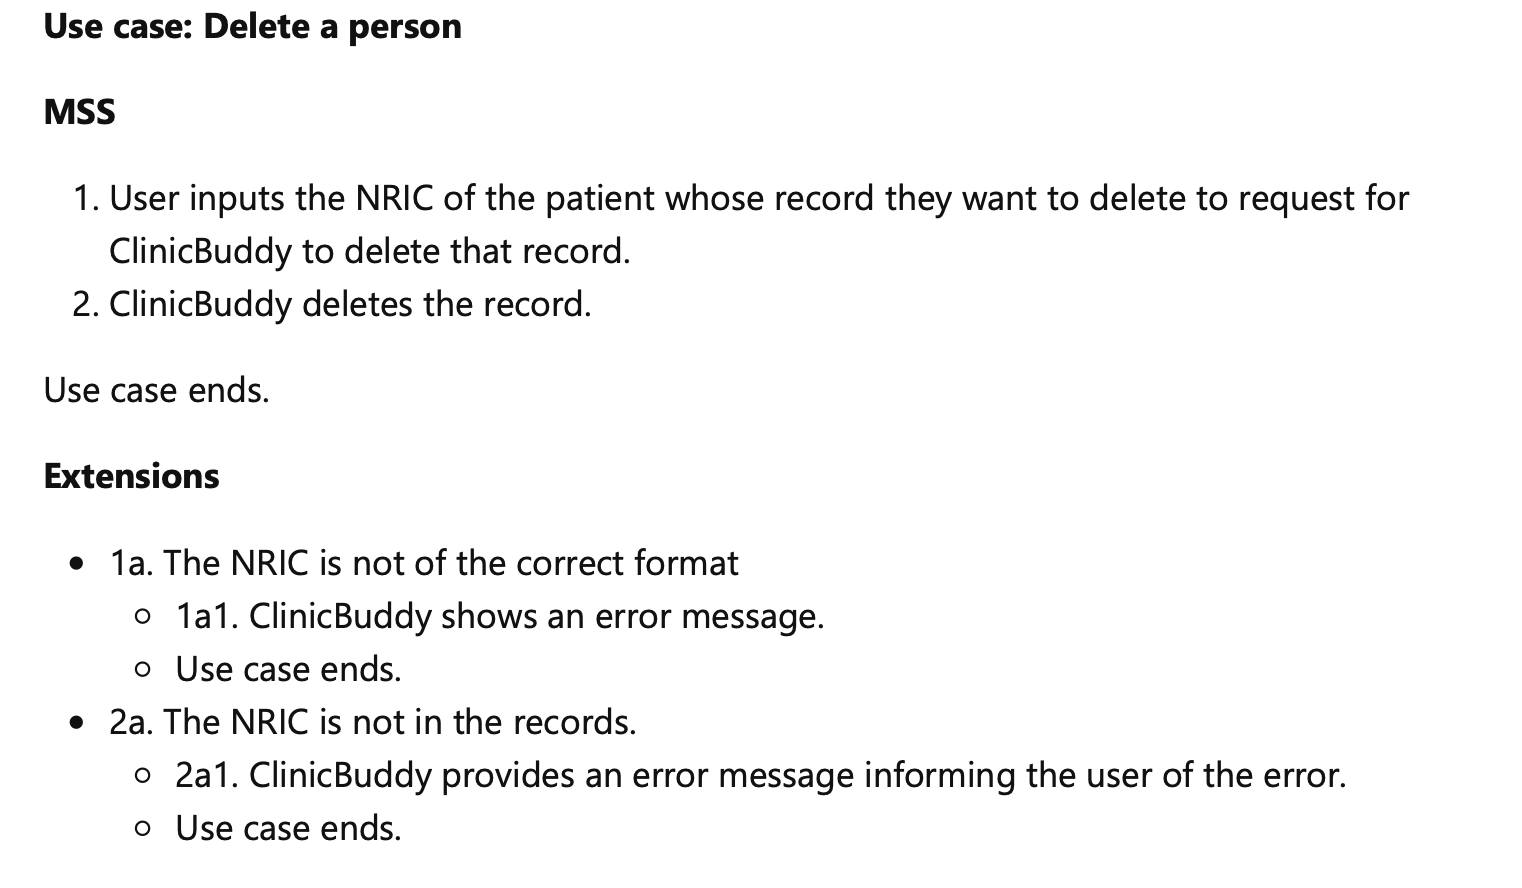 Use case: Delete a person
MSS
1. User inputs the NRIC of the patient whose record they want to delete to request for
ClinicBuddy to delete that record.
2. ClinicBuddy deletes the record.
Use case ends.
Extensions
• 1a. The NRIC is not of the correct format
○ 1a1. ClinicBuddy shows an error message.
○ Use case ends.
• 2a. The NRIC is not in the records.
○ 2a1. ClinicBuddy provides an error message informing the user of the error.
○ Use case ends.